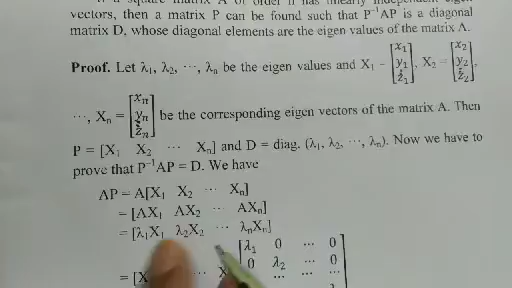 vectors, then a matrix P can be found such that P⁻¹AP is a diagonal
matrix D, whose diagonal elements are the eigen values of the matrix A.
Proof. Let λ₁, λ₂, ···, λₙ be the eigen values and X₁ = [x₁ y₁ ⋮ z₁], X₂ = [x₂ y₂ ⋮ z₂],
···, Xₙ = [xₙ yₙ ⋮ zₙ] be the corresponding eigen vectors of the matrix A. Then
P = [X₁ X₂ ··· Xₙ] and D = diag. (λ₁, λ₂, ···, λₙ). Now we have to
prove that P⁻¹AP = D. We have
AP = A[X₁ X₂ ··· Xₙ]
= [AX₁ AX₂ ··· AXₙ]
= [λ₁X₁ λ₂X₂ ··· λₙXₙ]
λ₁ 0 ··· 0
0 λ₂ ··· 0
= [X ··· X ··· ··· ···